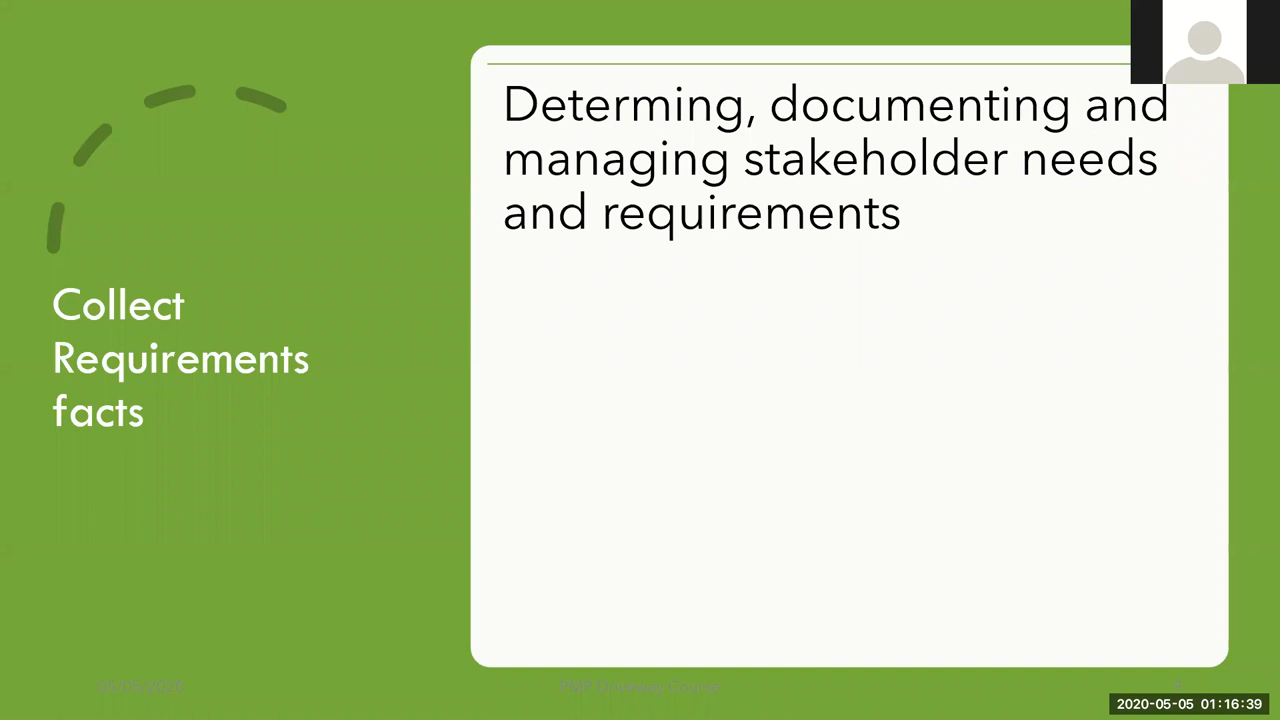 Determing, documenting and
managing stakeholder needs
and requirements
Collect
Requirements
facts
2020-05-05 01:16:39